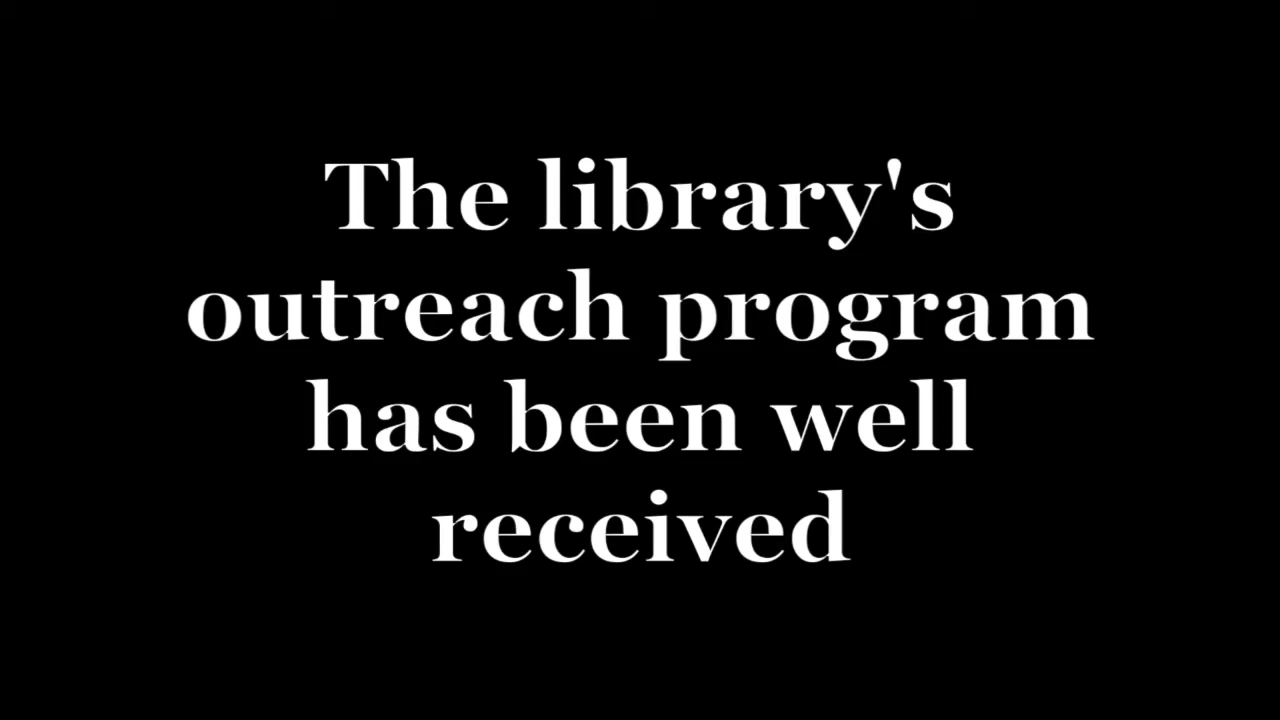 The library's
outreach program
has been well
received